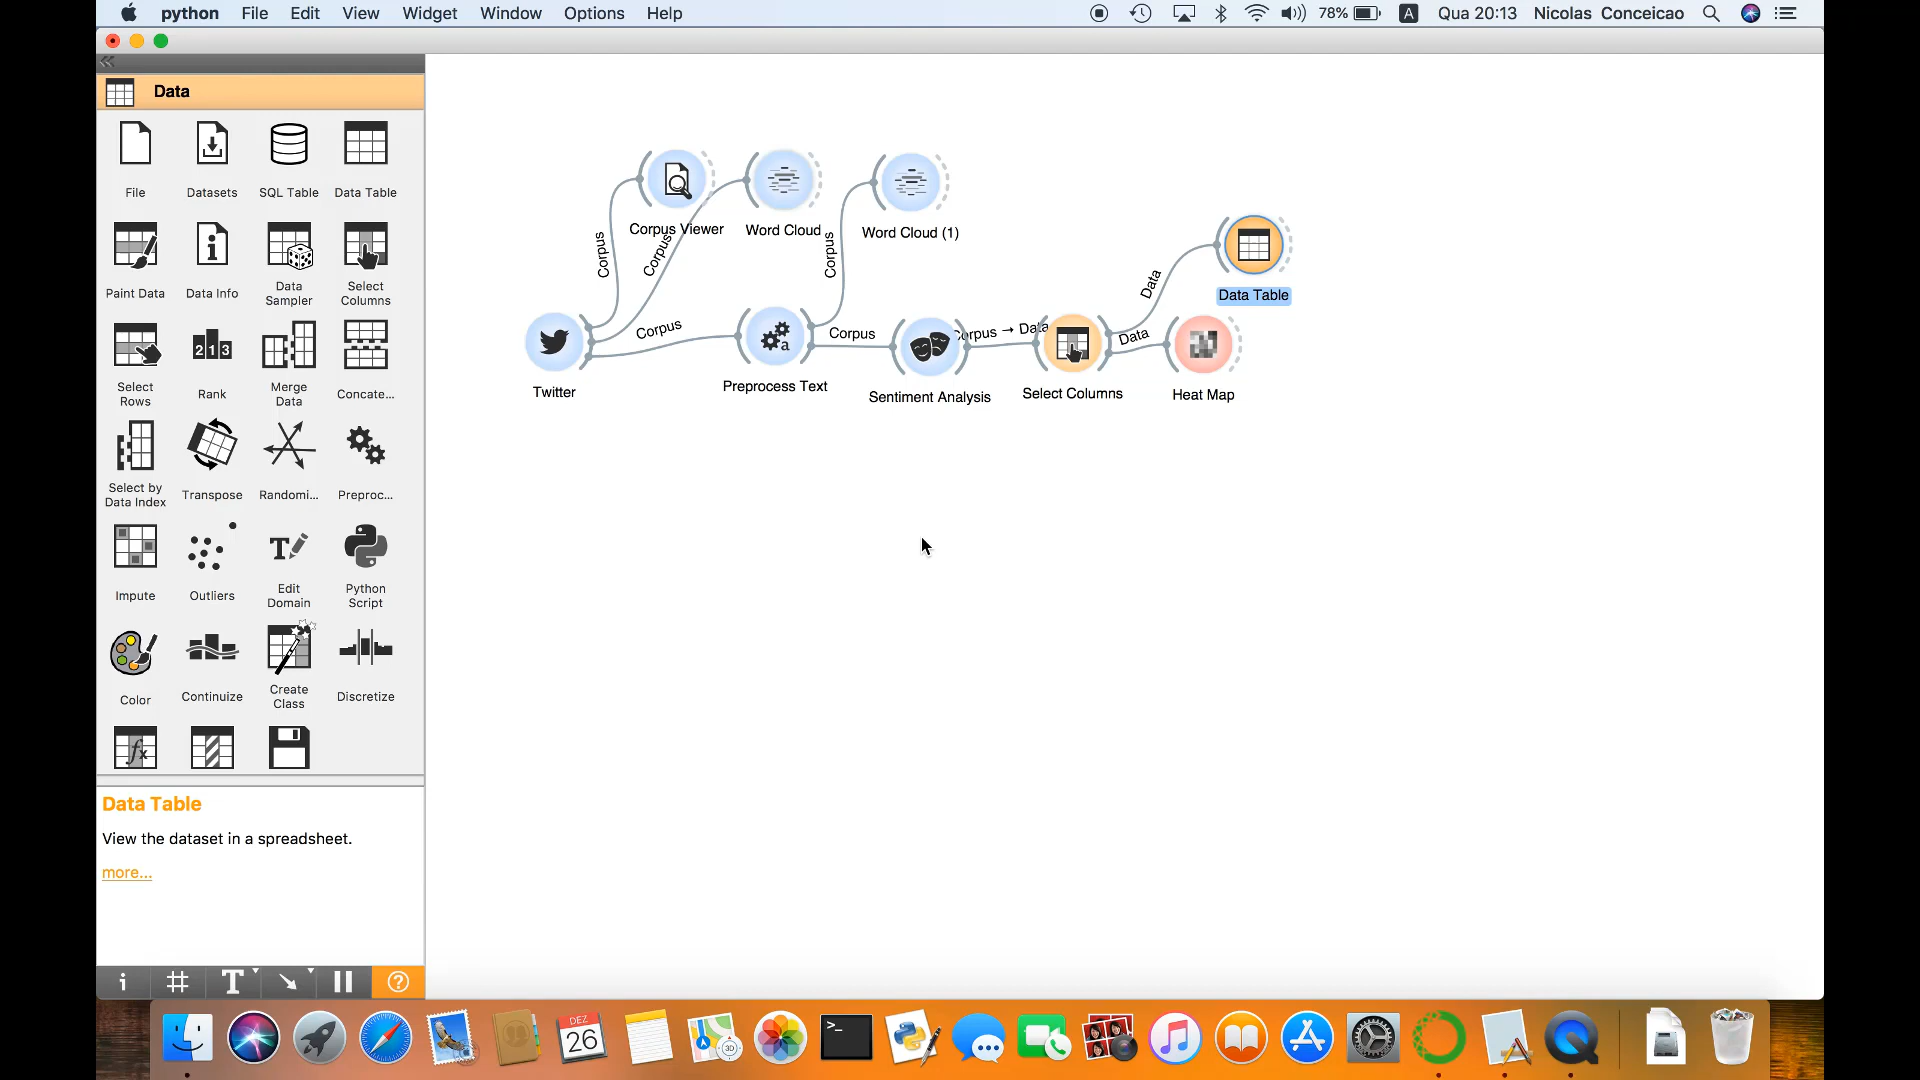 python File Edit View Widget Window Options Help 78% A Qua 20:13 Nicolas Conceicao
Data
File Datasets SQL Table Data Table
Paint Data Data Info Data Sampler Select Columns
Select Rows Rank Merge Data Concate...
Select by Data Index Transpose Randomi... Preproc...
Impute Outliers Edit Domain Python Script
Color Continuize Create Class Discretize
Data Table
View the dataset in a spreadsheet.
more...
Corpus Viewer
Word Cloud
Word Cloud (1)
Data Table
Corpus
Corpus
Corpus
Data
Corpus
Corpus
Corpus → Data
Data
Twitter
Preprocess Text
Sentiment Analysis
Select Columns
Heat Map
DEZ
26
3D